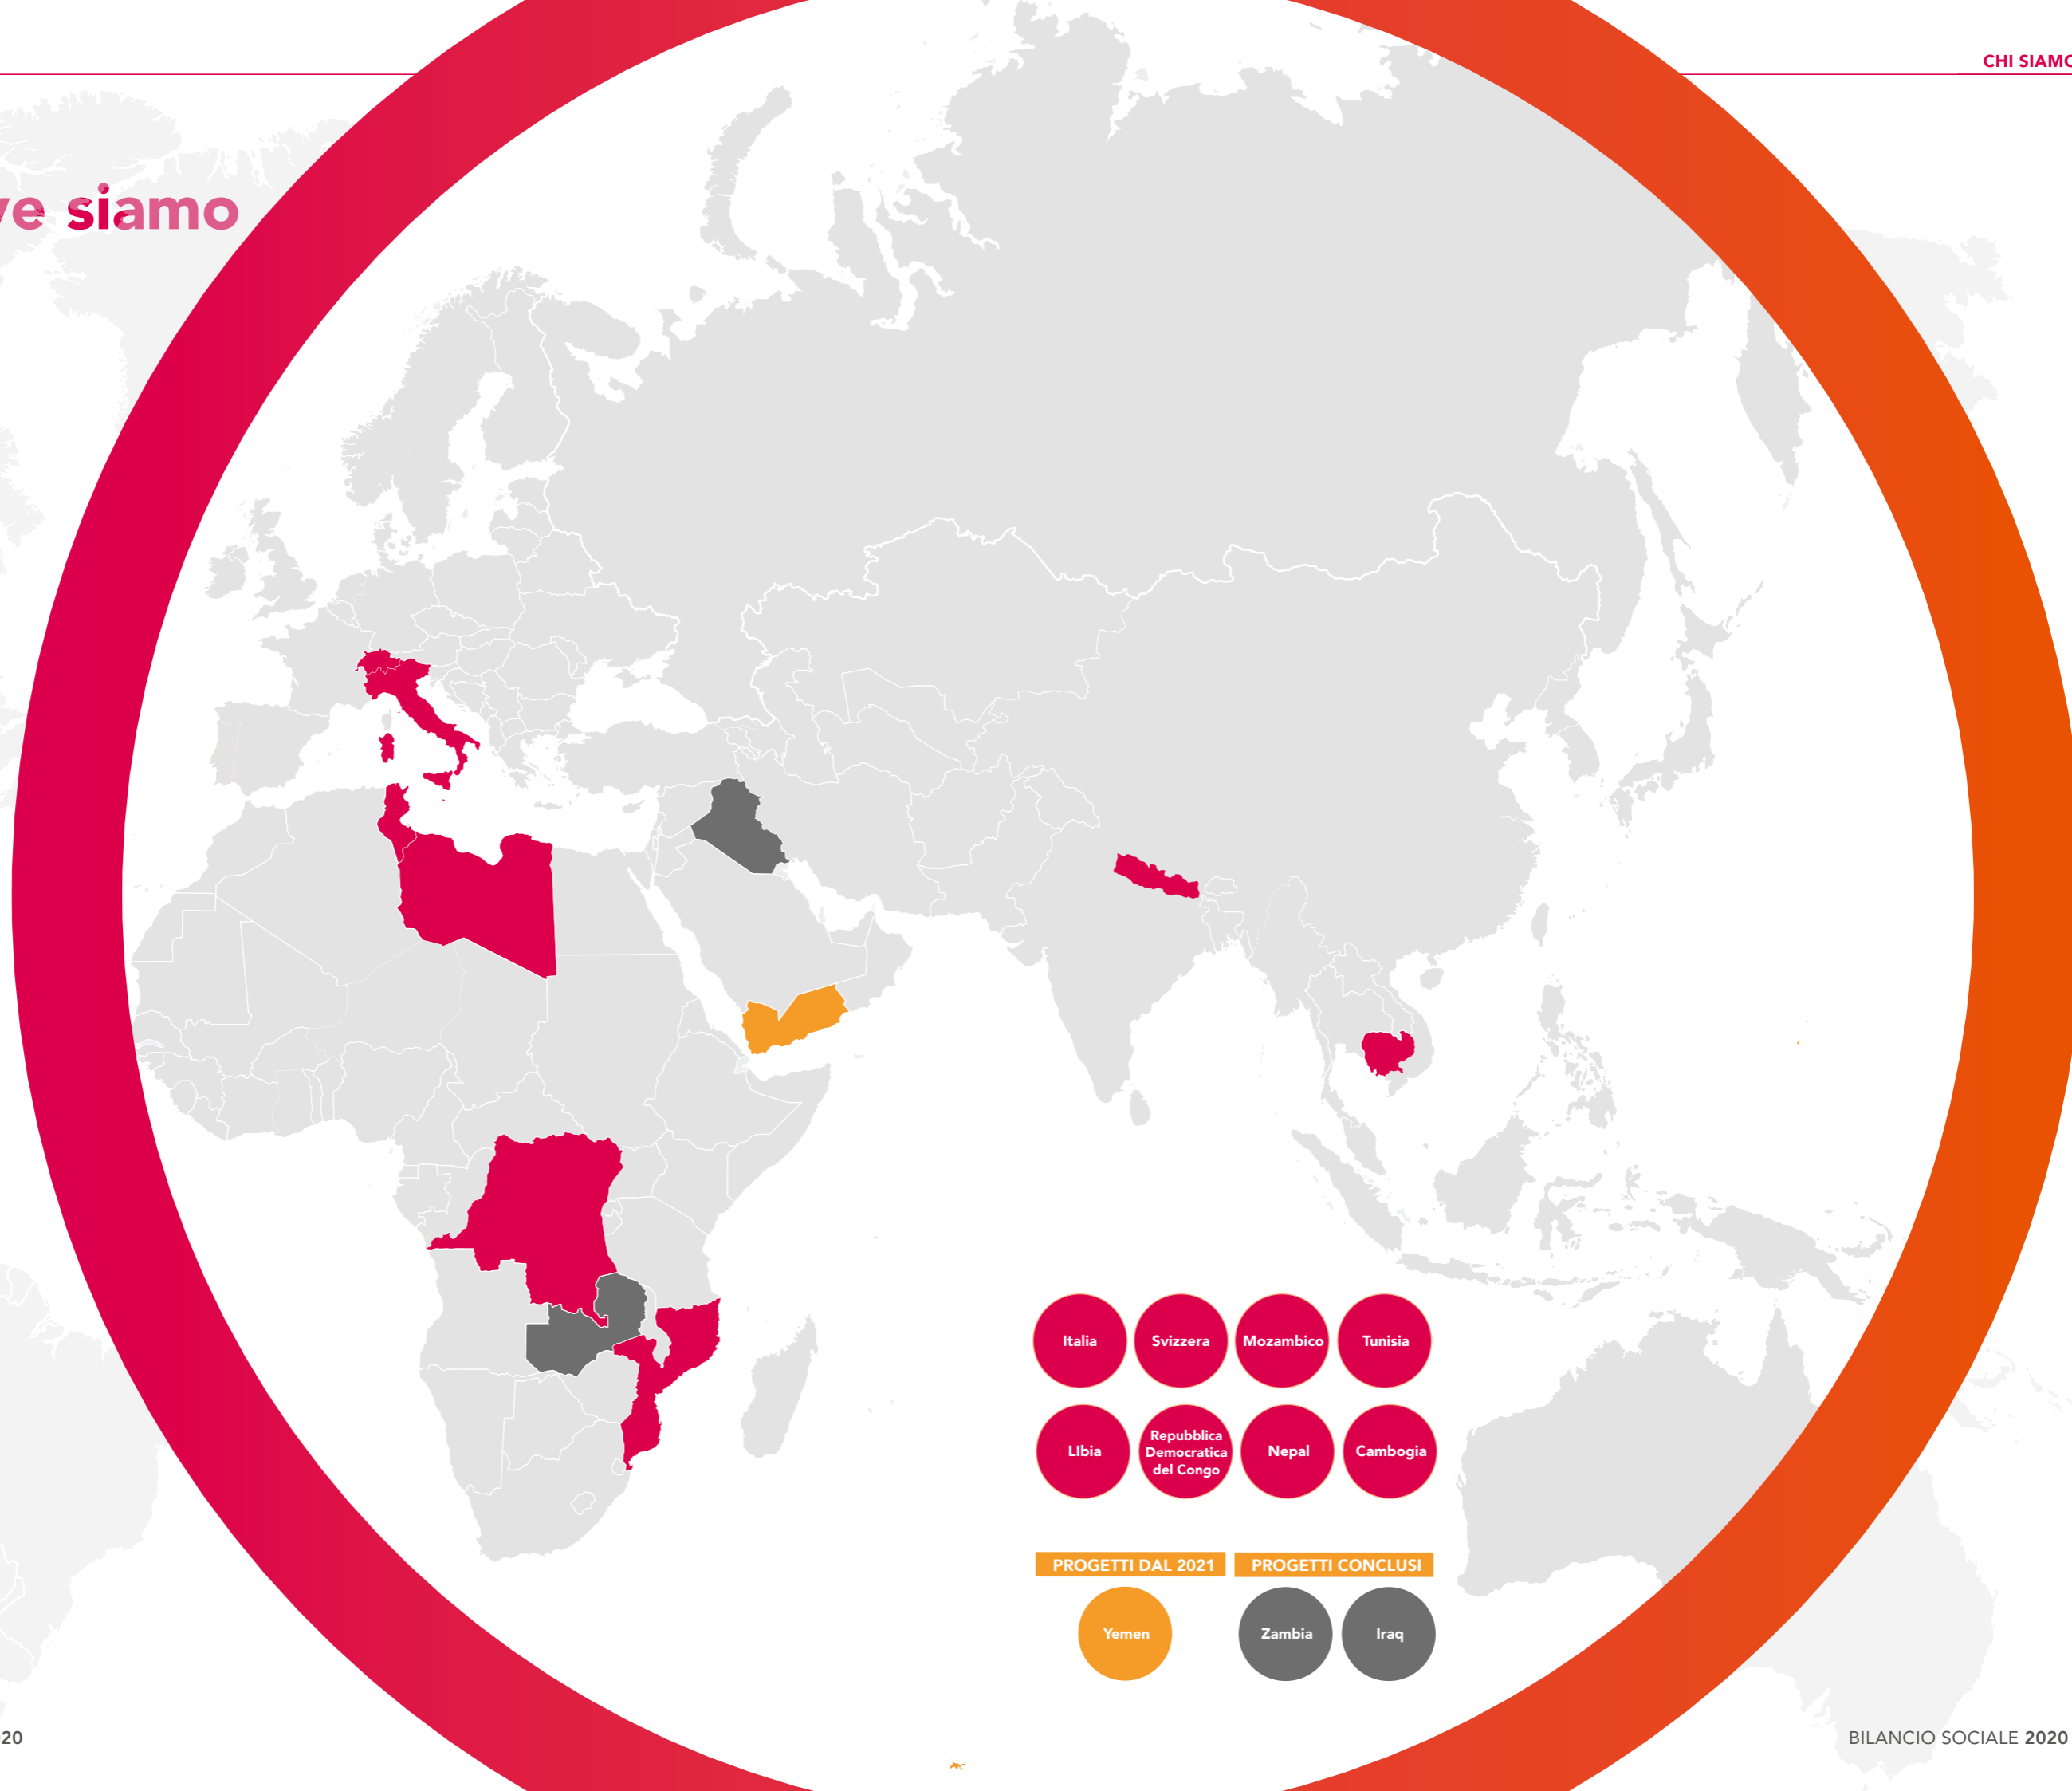 CHI SIAMO
ve siamo
Italia
Svizzera
Mozambico
Tunisia
LIbia
Repubblica
Democratica
del Congo
Nepal
Cambogia
PROGETTI DAL 2021
PROGETTI CONCLUSI
Yemen
Zambia
Iraq
20
BILANCIO SOCIALE 2020